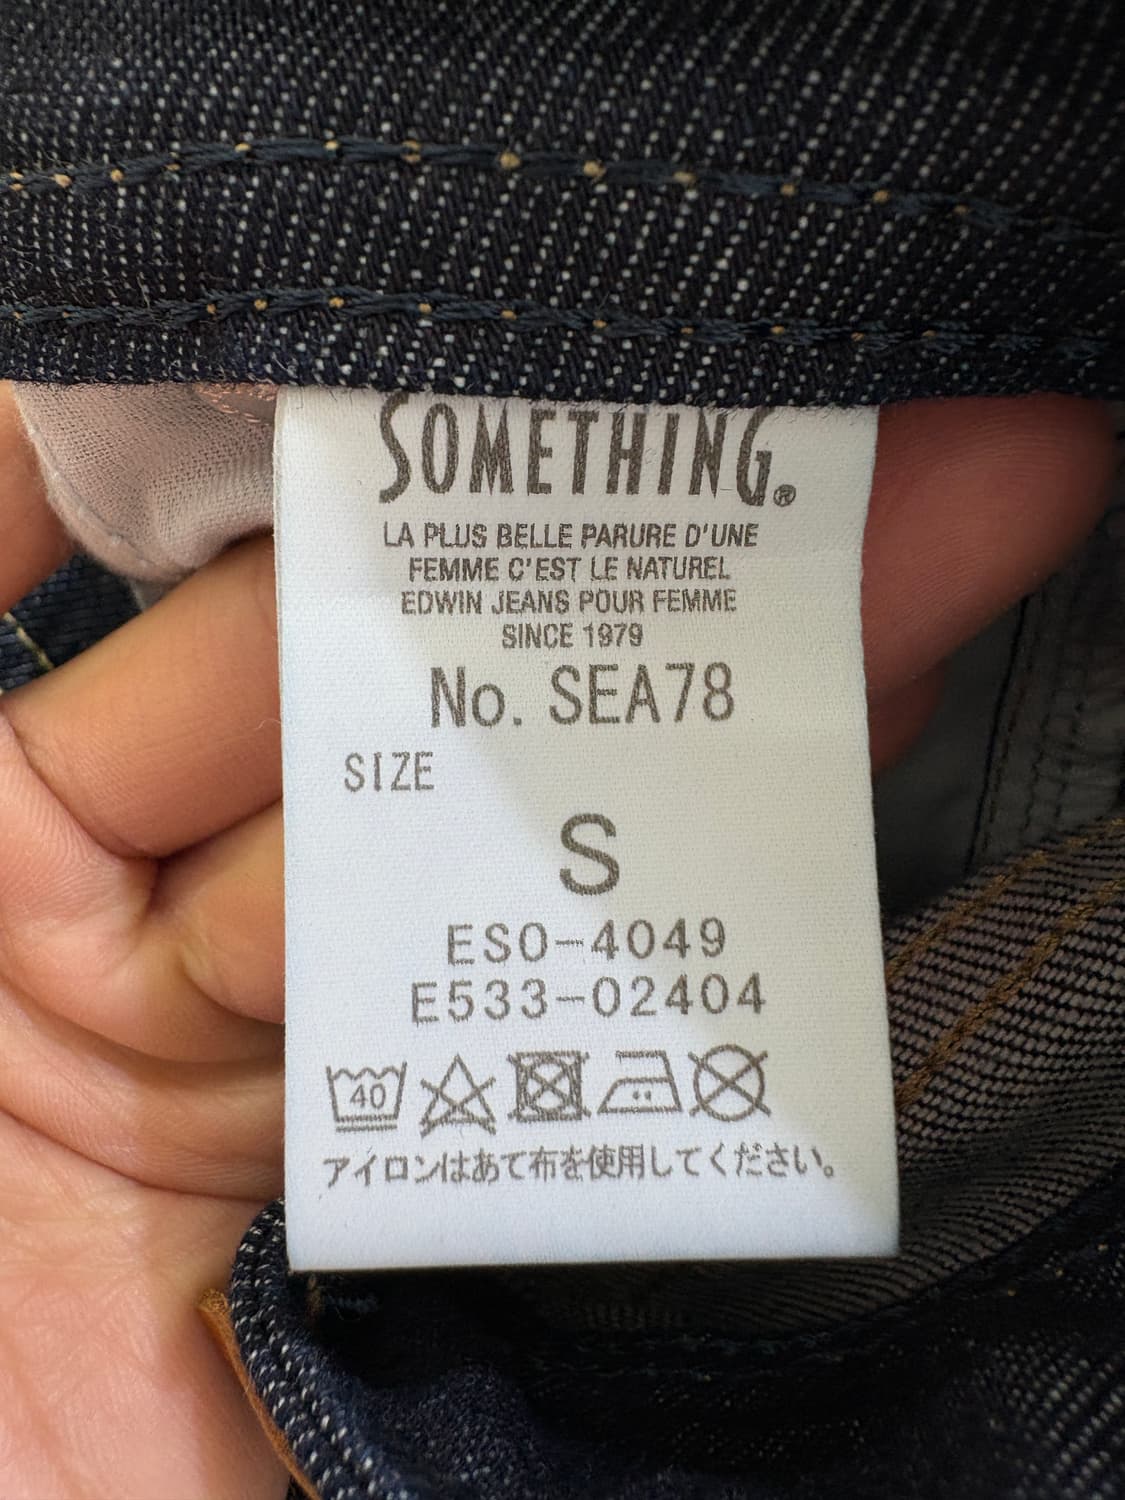 SOMETHING®
LA PLUS BELLE PARURE D'UNE
FEMME C'EST LE NATUREL
EDWIN JEANS POUR FEMME
SINCE 1979
No. SEA78
SIZE
S
ESO-4049
E533-02404
40
アイロンはあて布を使用してください。